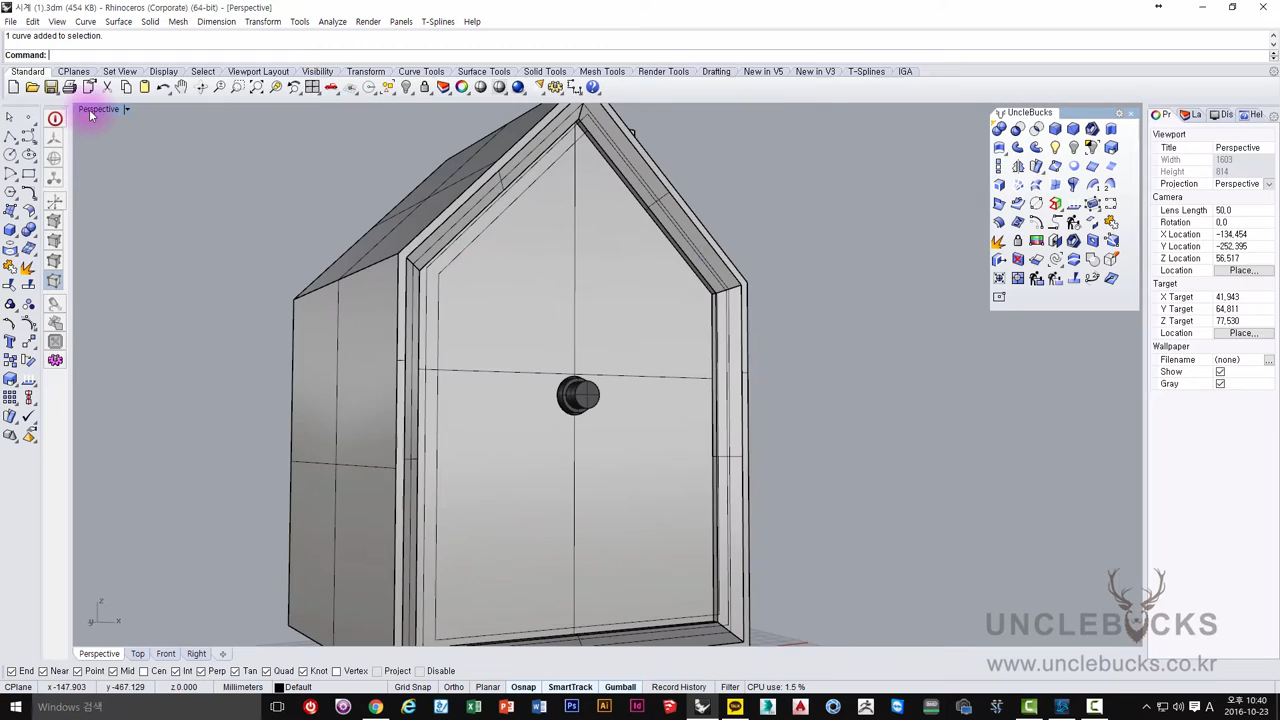 시계 (1).3dm (454 KB) - Rhinoceros (Corporate) (64-bit) - [Perspective]
File Edit View Curve Surface Solid Mesh Dimension Transform Tools Analyze Render Panels T-Splines Help
1 curve added to selection.
Command:
Standard CPlanes Set View Display Select Viewport Layout Visibility Transform Curve Tools Surface Tools Solid Tools Mesh Tools Render Tools Drafting New in V5 New in V3 T-Splines IGA
Perspective
UncleBucks
Pr La Dis Hel
Viewport
Title Perspective
Width 1603
Height 814
Projection Perspective
Camera
Lens Length 50,0
Rotation 0,0
X Location -134,454
Y Location -252,395
Z Location 56,517
Location Place...
Target
X Target 41,943
Y Target 64,811
Z Target 77,530
Location Place...
Wallpaper
Filename (none) ...
Show
Gray
z
y x
UNCLEBUCKS
www.unclebucks.co.kr
Perspective Top Front Right
End Near Point Mid Cen Int Perp Tan Quad Knot Vertex Project Disable
CPlane x -147.903 y -467.129 z 0.000 Millimeters Default Grid Snap Ortho Planar Osnap SmartTrack Gumball Record History Filter CPU use: 1.5 %
Windows 검색
A
오후 10:40
2016-10-23